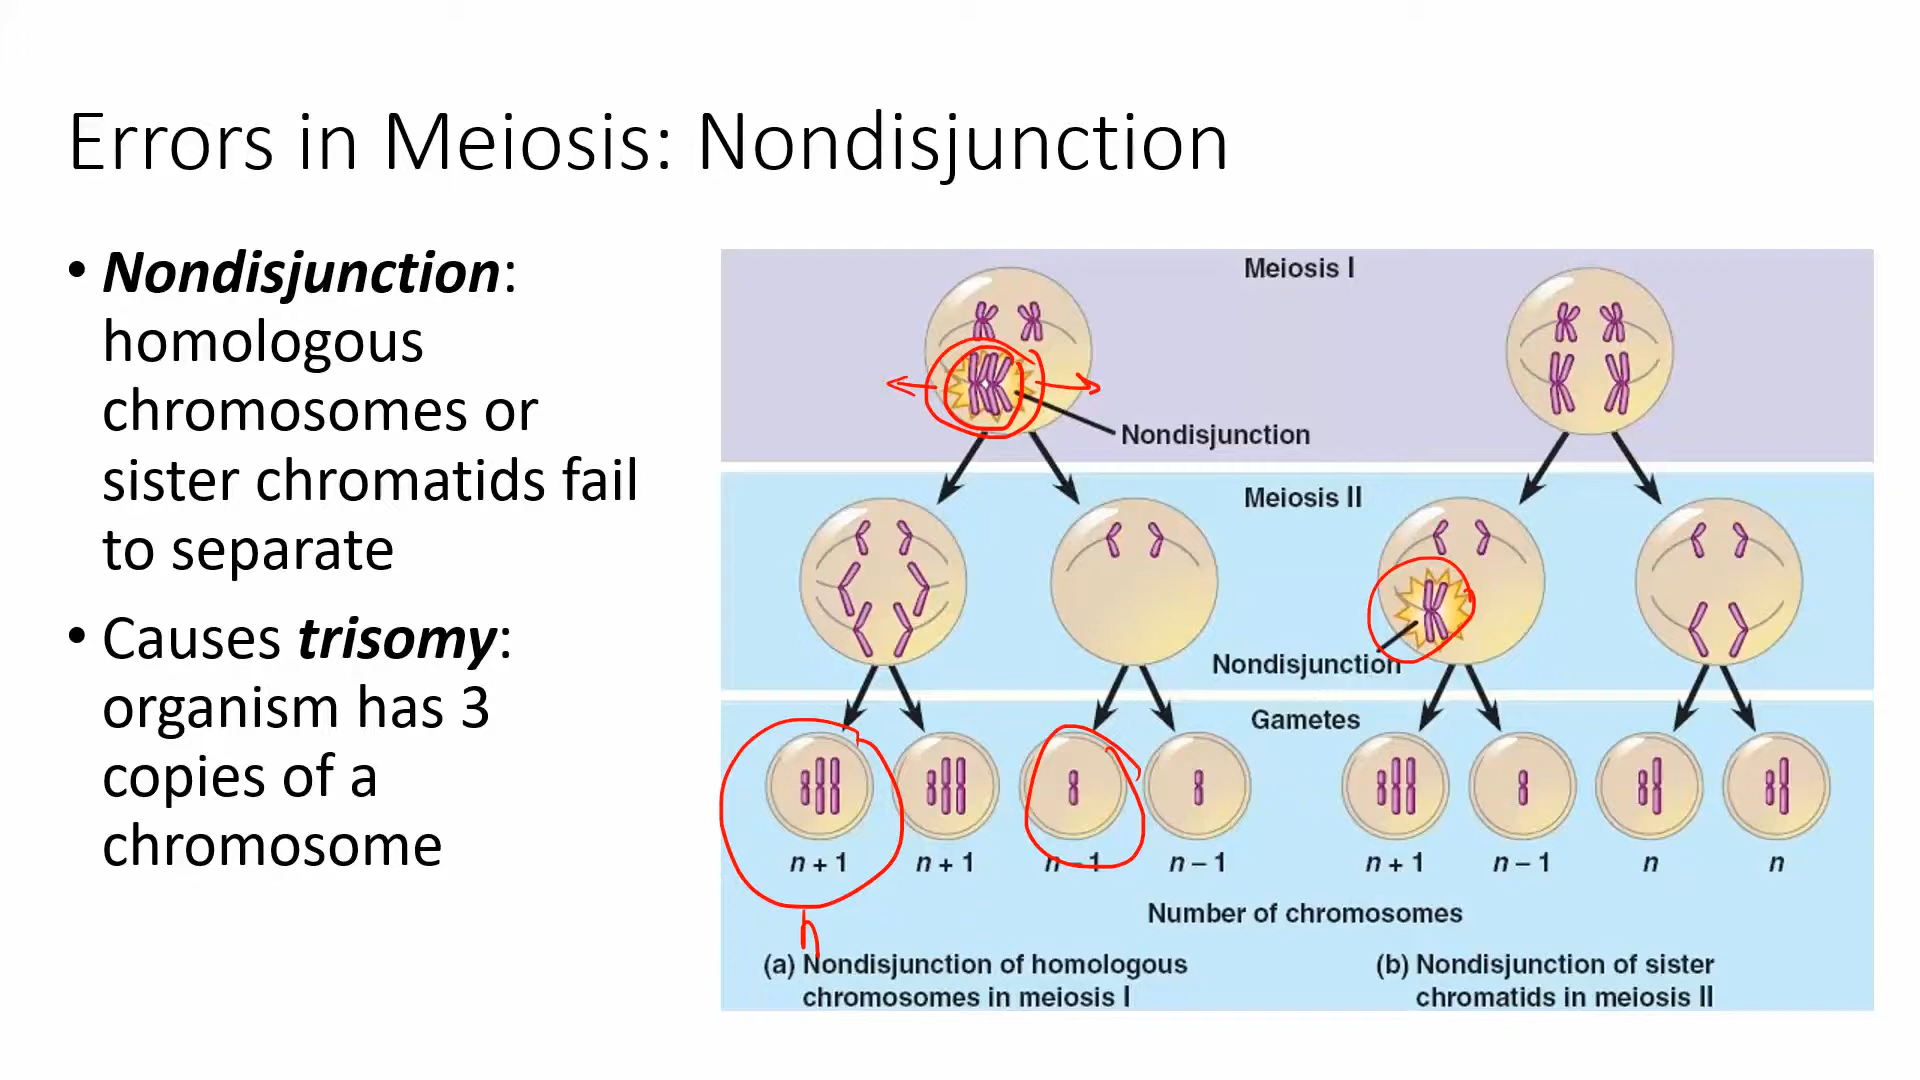 Errors in Meiosis: Nondisjunction
• Nondisjunction:
homologous
chromosomes or
sister chromatids fail
to separate
• Causes trisomy:
organism has 3
copies of a
chromosome
Meiosis I
Nondisjunction
Meiosis II
Nondisjunction
Gametes
n + 1 n + 1 n – 1 n – 1 n + 1 n – 1 n n
h
Number of chromosomes
(a) Nondisjunction of homologous
chromosomes in meiosis I
(b) Nondisjunction of sister
chromatids in meiosis II